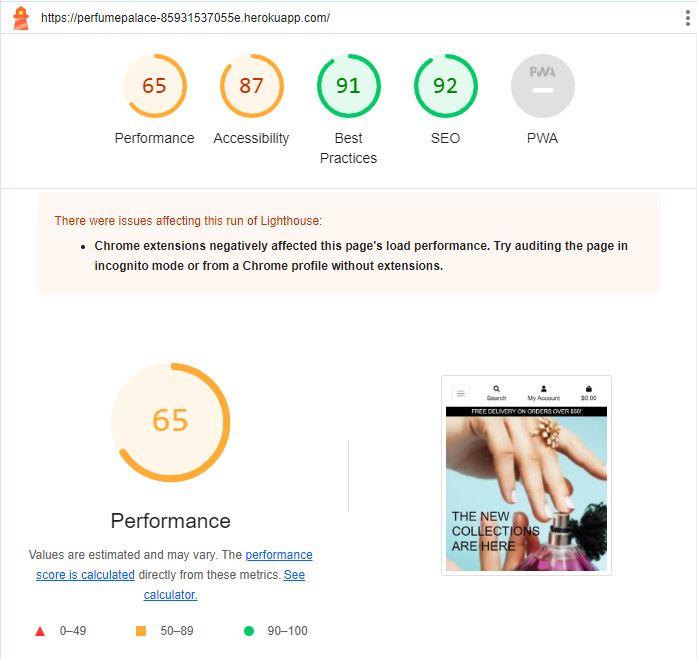 https://perfumepalace-85931537055e.herokuapp.com/
65
87
91
92
PWA
Performance
Accessibility
Best
Practices
SEO
PWA
There were issues affecting this run of Lighthouse:
• Chrome extensions negatively affected this page's load performance. Try auditing the page in
incognito mode or from a Chrome profile without extensions.
65
Performance
Values are estimated and may vary. The performance
score is calculated directly from these metrics. See
calculator.
0–49
50–89
90–100
Search
My Account
$0.00
FREE DELIVERY ON ORDERS OVER $50!
THE NEW
COLLECTIONS
ARE HERE